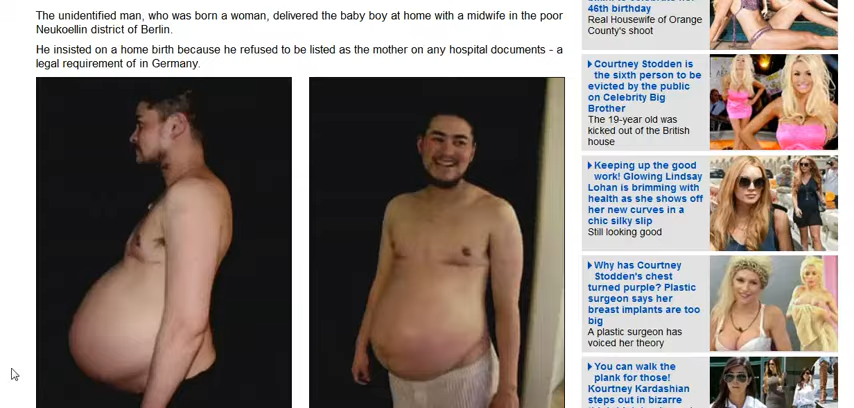 The unidentified man, who was born a woman, delivered the baby boy at home with a midwife in the poor
Neukoellin district of Berlin.
He insisted on a home birth because he refused to be listed as the mother on any hospital documents - a
legal requirement of in Germany.
46th birthday
Real Housewife of Orange
County's shoot
Courtney Stodden is
the sixth person to be
evicted by the public
on Celebrity Big
Brother
The 19-year old was
kicked out of the British
house
Keeping up the good
work! Glowing Lindsay
Lohan is brimming with
health as she shows off
her new curves in a
chic silky slip
Still looking good
Why has Courtney
Stodden's chest
turned purple? Plastic
surgeon says her
breast implants are too
big
A plastic surgeon has
voiced her theory
You can walk the
plank for those!
Kourtney Kardashian
steps out in bizarre